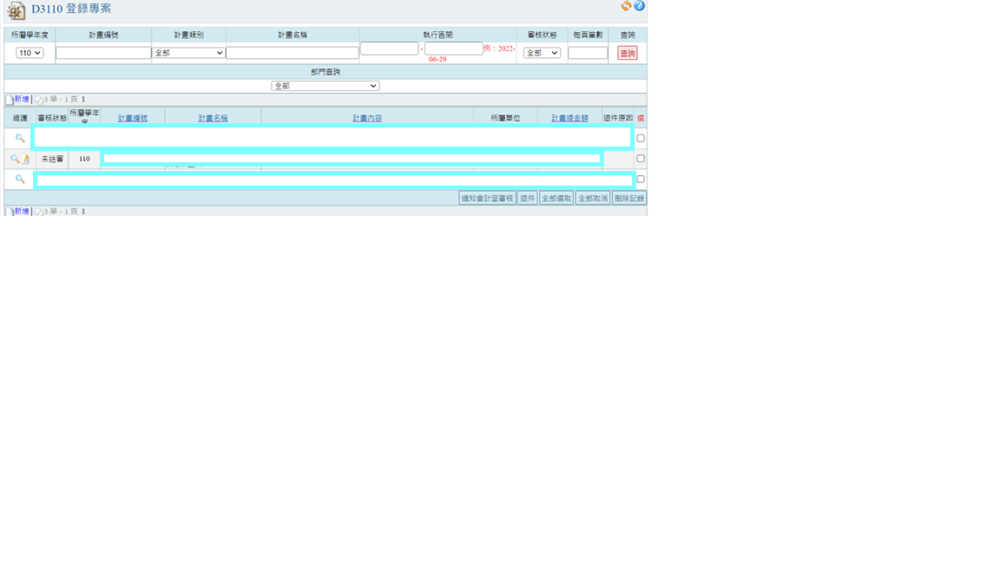 D3110 登錄專案
所屬學年度 計畫編號 計畫類別 計畫名稱 執行區間 審核狀態 每頁筆數 查詢
110 全部 - 例：2022-06-29 全部 查詢
部門查詢
全部
新增 | 3 筆，1 頁 1
維護 審核狀態 所屬學年度 計畫編號 計畫名稱 計畫內容 所屬單位 計畫總金額 退件原因 選
未送審 110
通知會計室審核 退件 全部選取 全部取消 刪除記錄
新增 | 3 筆，1 頁 1